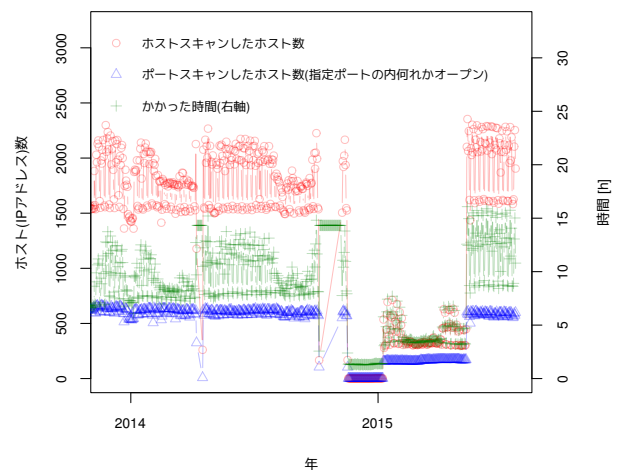 ホストスキャンしたホスト数
ポートスキャンしたホスト数(指定ポートの内何れかオープン)
かかった時間(右軸)
ホスト(IPアドレス)数
0
500
1000
1500
2000
2500
3000
時間 [h]
0
5
10
15
20
25
30
2014
2015
年